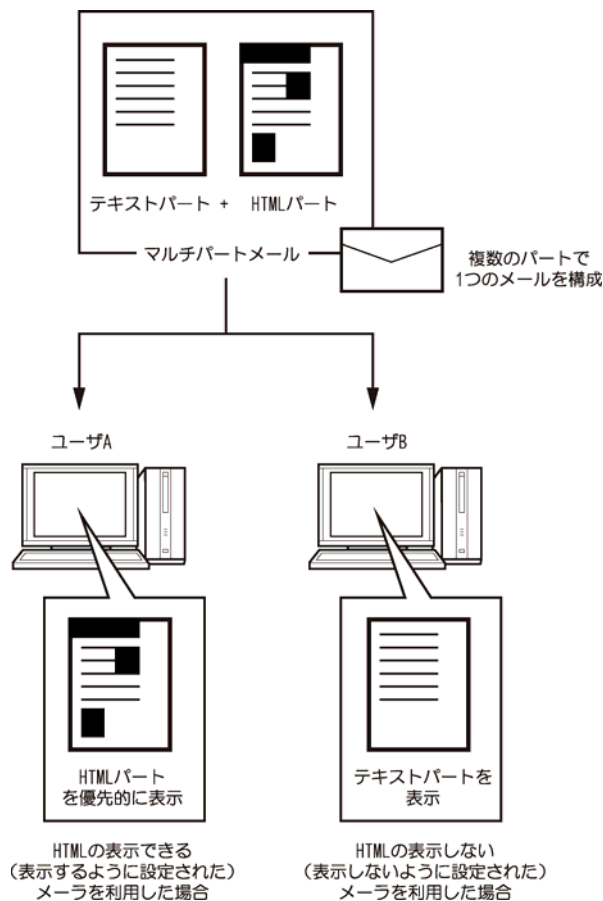 テキストパート + HTMLパート
マルチパートメール
複数のパートで
1つのメールを構成
ユーザA
ユーザB
HTMLパート
を優先的に表示
テキストパートを
表示
HTMLの表示できる
(表示するように設定された)
メーラを利用した場合
HTMLの表示しない
(表示しないように設定された)
メーラを利用した場合